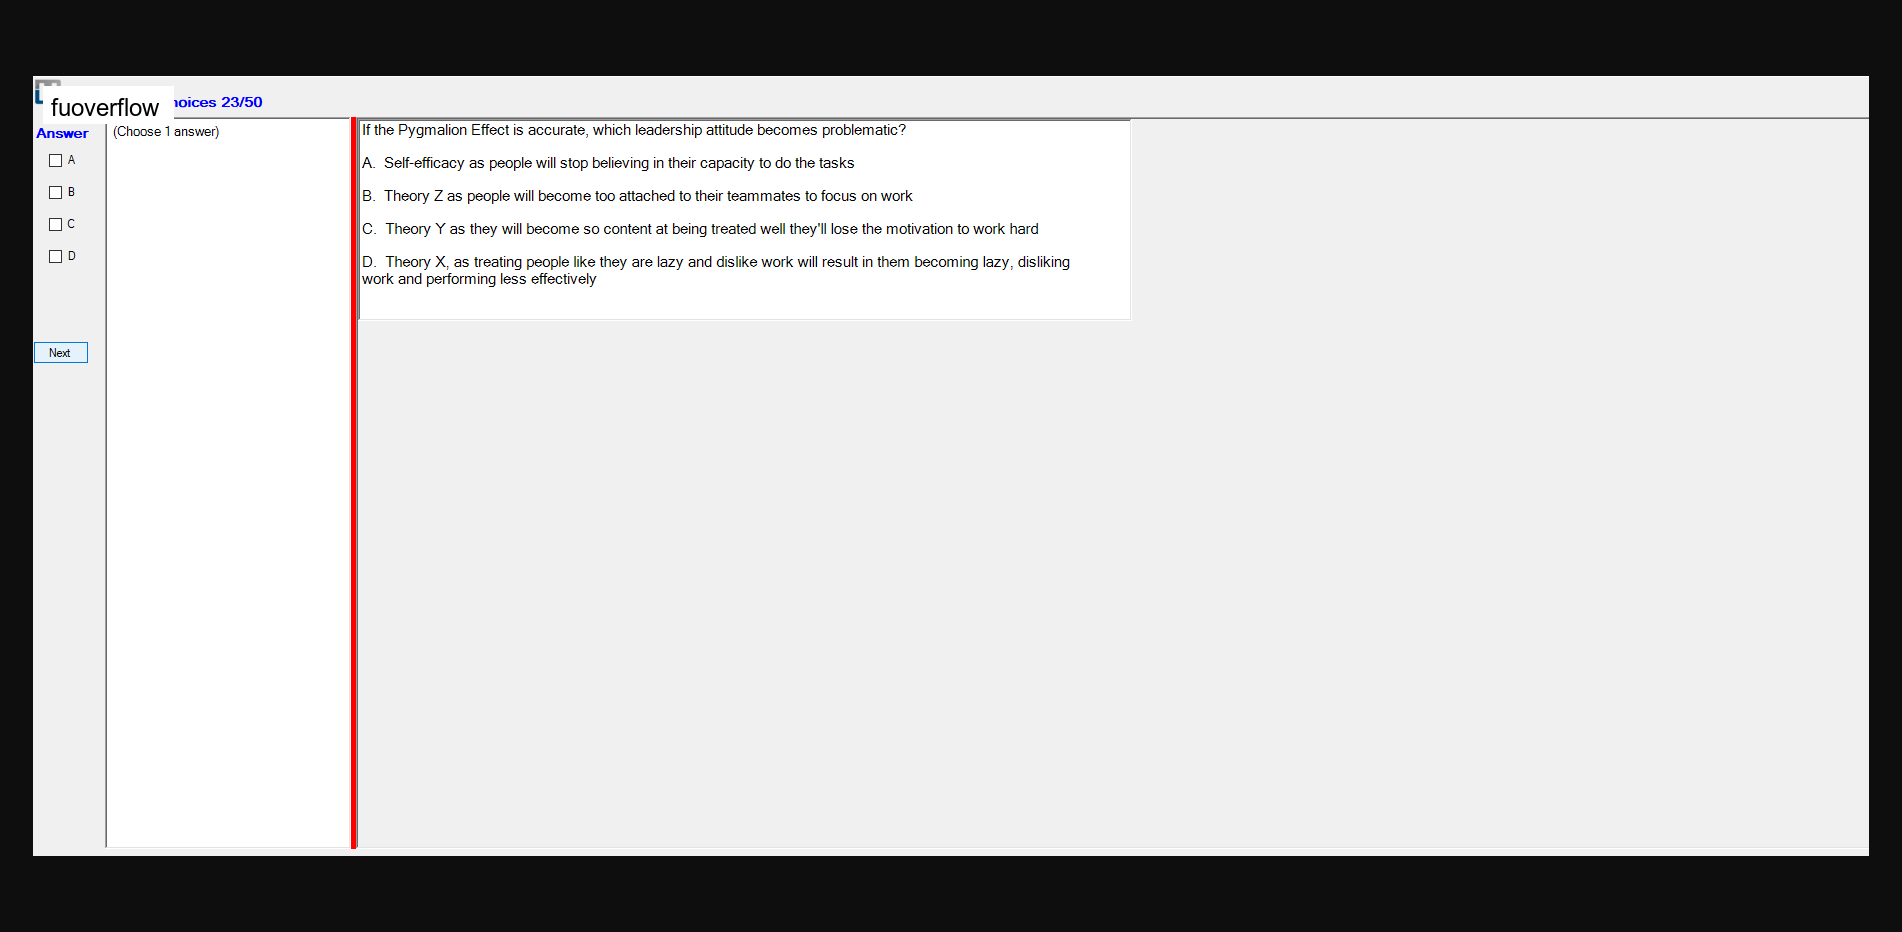 fuoverflow
hoices 23/50
Answer
(Choose 1 answer)
A
B
C
D
Next
If the Pygmalion Effect is accurate, which leadership attitude becomes problematic?
A. Self-efficacy as people will stop believing in their capacity to do the tasks
B. Theory Z as people will become too attached to their teammates to focus on work
C. Theory Y as they will become so content at being treated well they'll lose the motivation to work hard
D. Theory X, as treating people like they are lazy and dislike work will result in them becoming lazy, disliking
work and performing less effectively